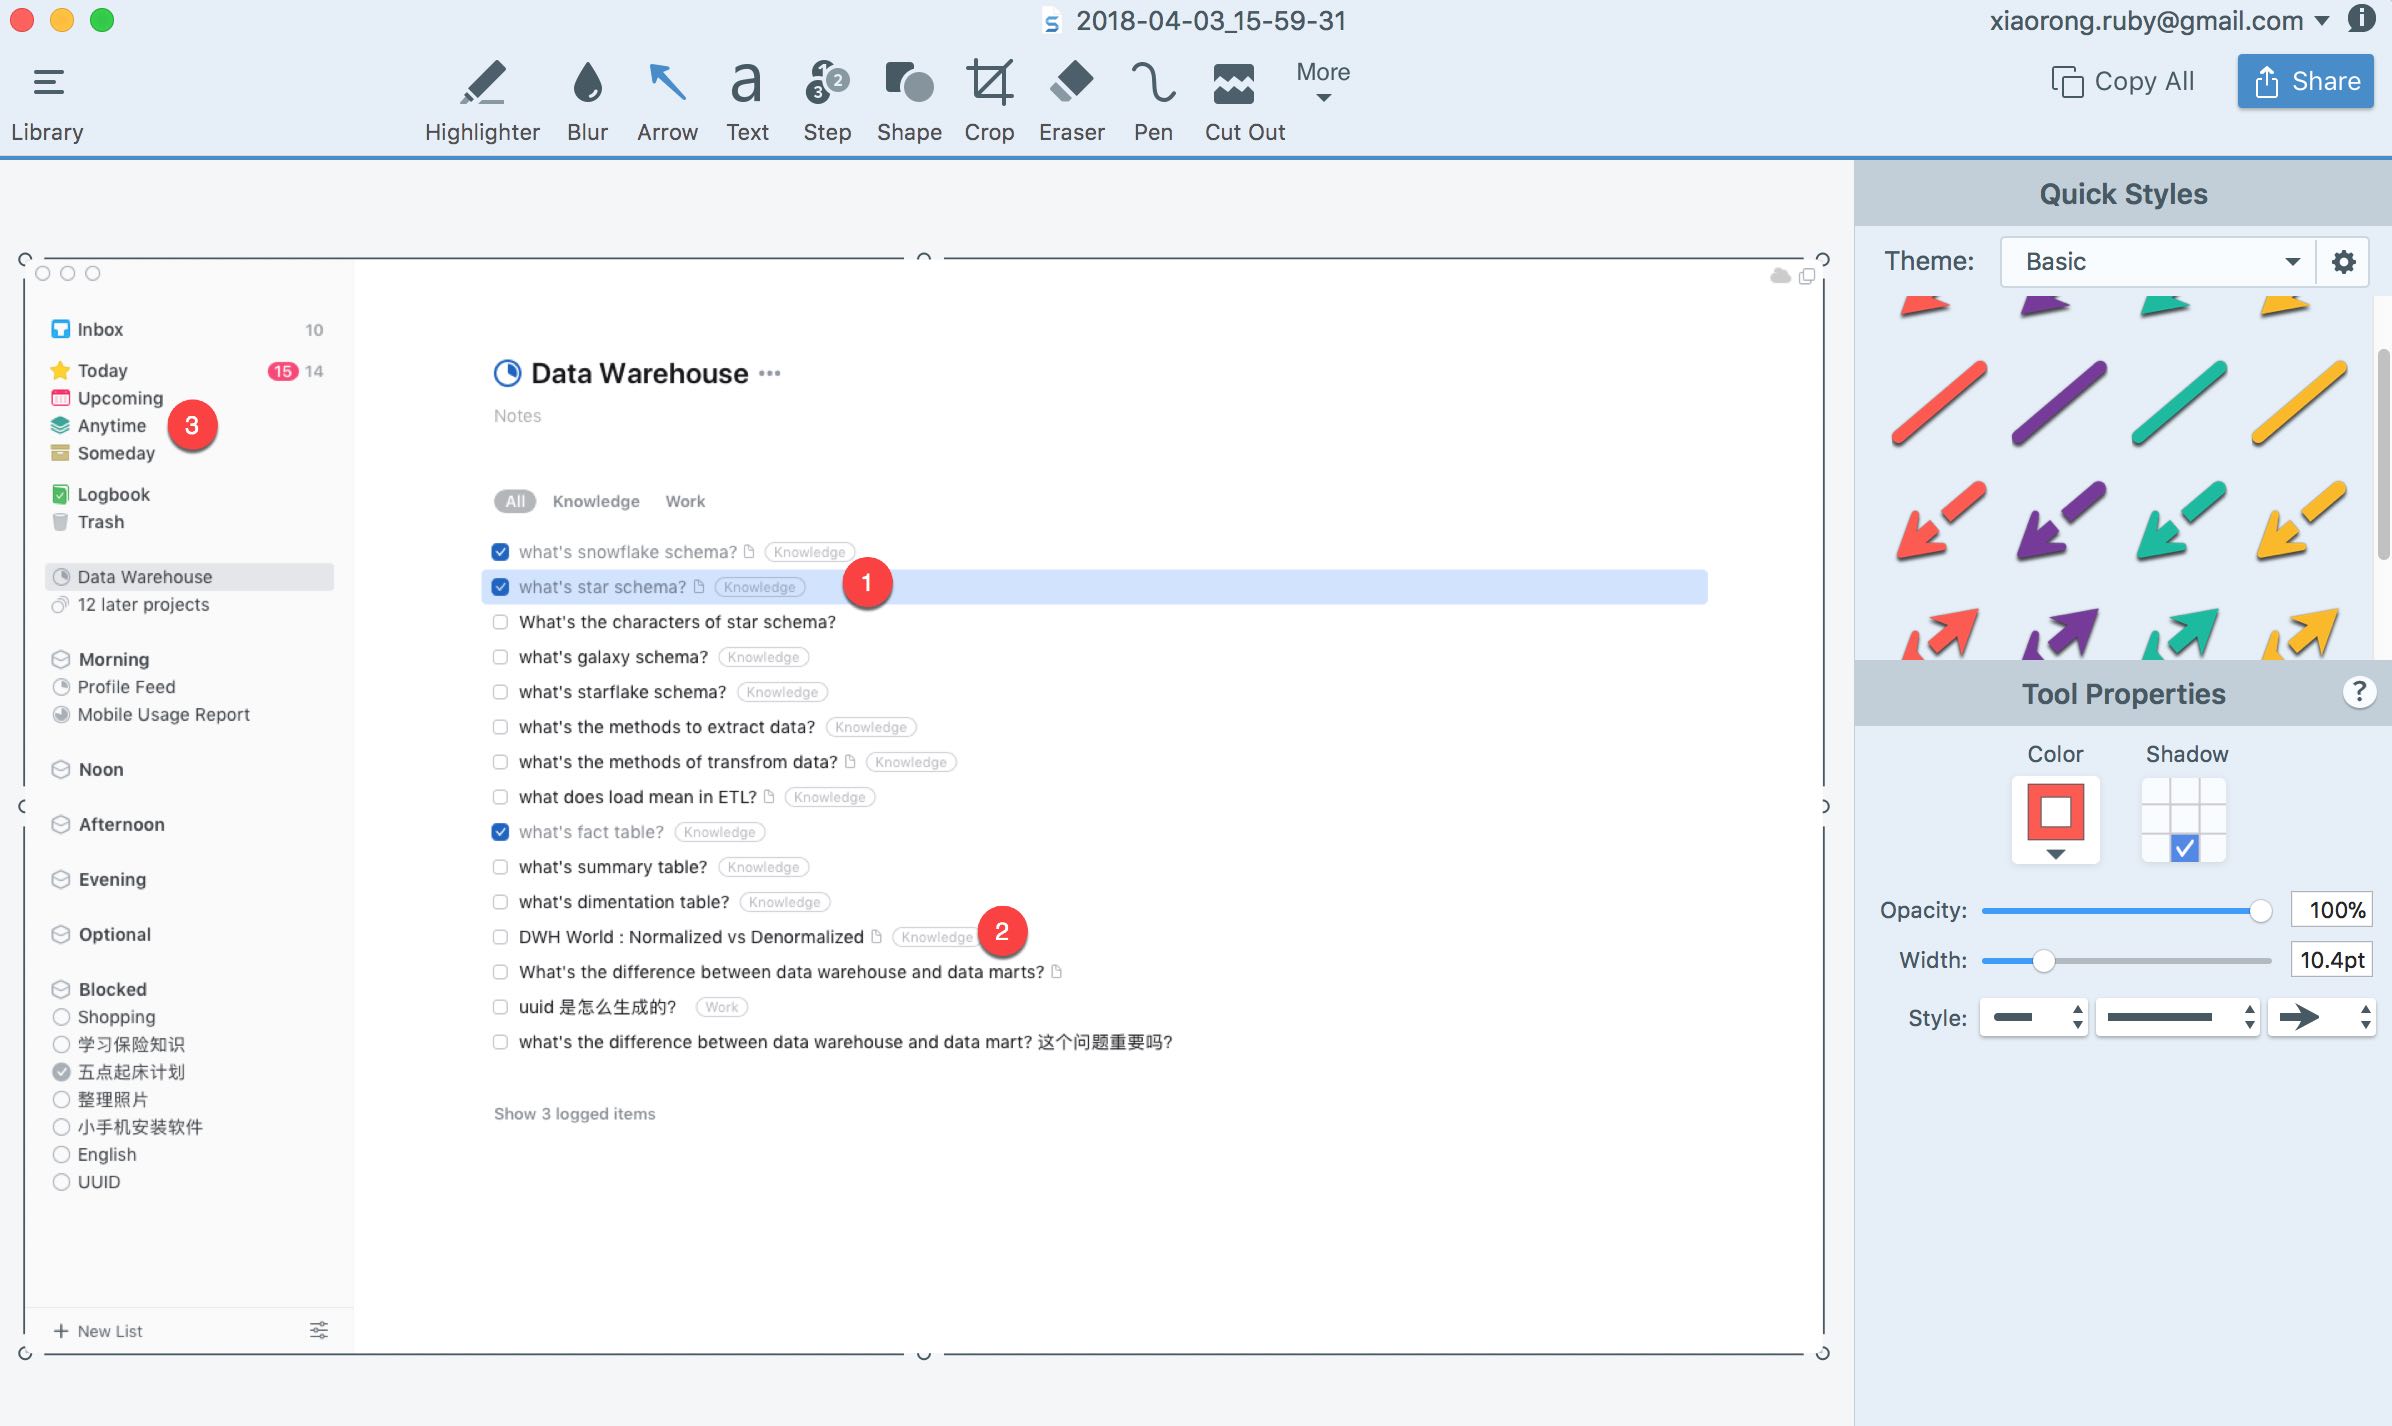 2018-04-03_15-59-31
xiaorong.ruby@gmail.com
Library
Highlighter
Blur
a
Text
1 2 3
Step
Shape
Crop
Eraser
Pen
Cut Out
More
Copy All
Share
Inbox 10
Today 15 14
Upcoming
Anytime 3
Someday
Logbook
Trash
Data Warehouse
12 later projects
Morning
Profile Feed
Mobile Usage Report
Noon
Afternoon
Evening
Optional
Blocked
Shopping
学习保险知识
五点起床计划
整理照片
小手机安装软件
English
UUID
New List
Data Warehouse
Notes
All Knowledge Work
what's snowflake schema? Knowledge
what's star schema? Knowledge 1
What's the characters of star schema?
what's galaxy schema? Knowledge
what's starflake schema? Knowledge
what's the methods to extract data? Knowledge
what's the methods of transfrom data? Knowledge
what does load mean in ETL? Knowledge
what's fact table? Knowledge
what's summary table? Knowledge
what's dimentation table? Knowledge
DWH World : Normalized vs Denormalized Knowledge 2
What's the difference between data warehouse and data marts?
uuid 是怎么生成的? Work
what's the difference between data warehouse and data mart? 这个问题重要吗?
Show 3 logged items
Quick Styles
Theme: Basic
Tool Properties ?
Color Shadow
Opacity: 100%
Width: 10.4pt
Style:
Arrow